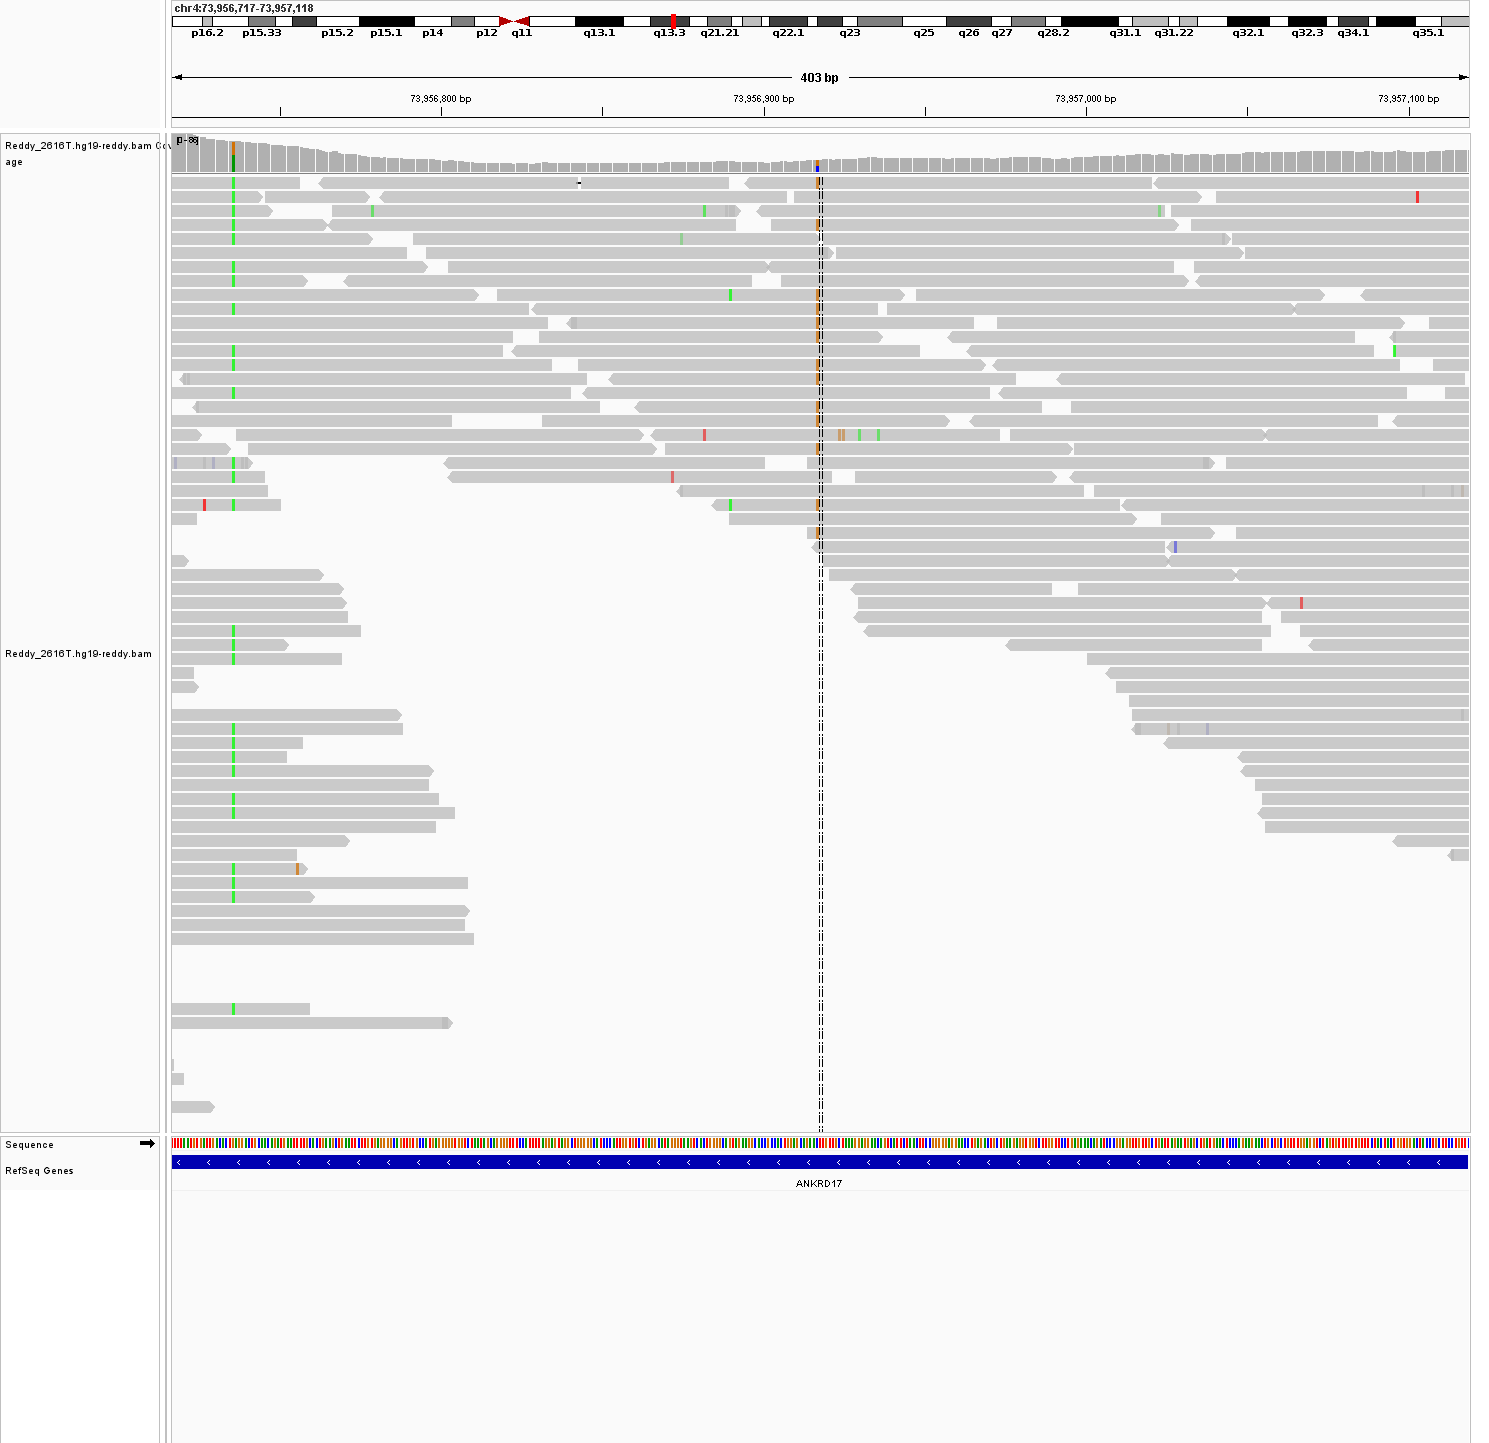 chr4:73,956,717-73,957,118
p16.2 p15.33 p15.2 p15.1 p14 p12 q11 q13.1 q13.3 q21.21 q22.1 q23 q25 q26 q27 q28.2 q31.1 q31.22 q32.1 q32.3 q34.1 q35.1
403 bp
73,956,800 bp 73,956,900 bp 73,957,000 bp 73,957,100 bp
[0 - 86]
Reddy_2616T.hg19-reddy.bam Cov
age
Reddy_2616T.hg19-reddy.bam
Sequence
RefSeq Genes
ANKRD17